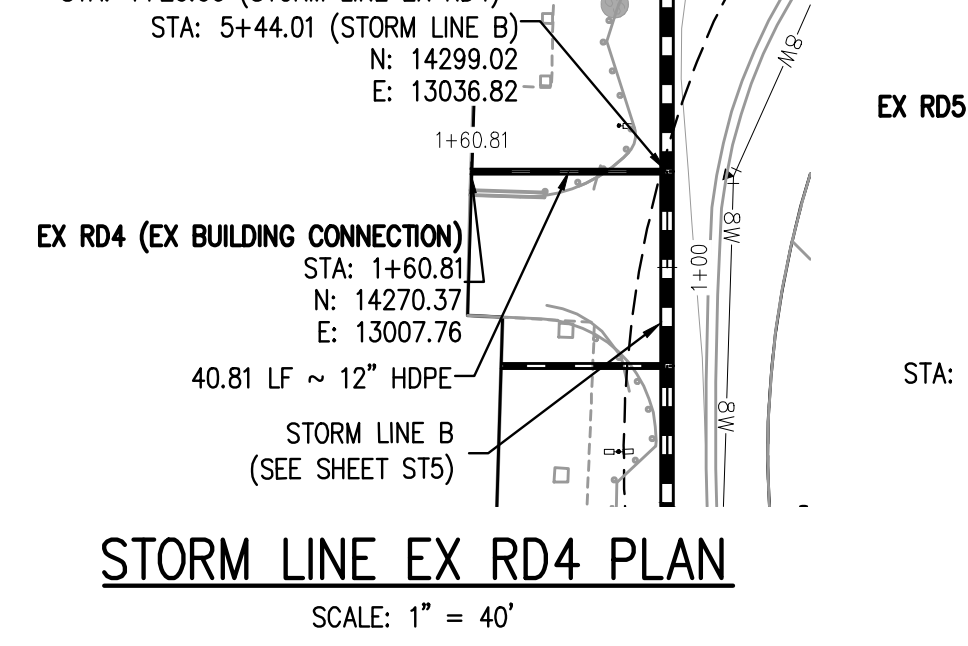 STA: 5+44.01 (STORM LINE B)
N: 14299.02
E: 13036.82
1+60.81
EX RD4 (EX BUILDING CONNECTION)
STA: 1+60.81
N: 14270.37
E: 13007.76
40.81 LF ~ 12" HDPE
STORM LINE B
(SEE SHEET ST5)
1+00
8W
8W
8W
EX RD5
STA:
STORM LINE EX RD4 PLAN
SCALE: 1" = 40'